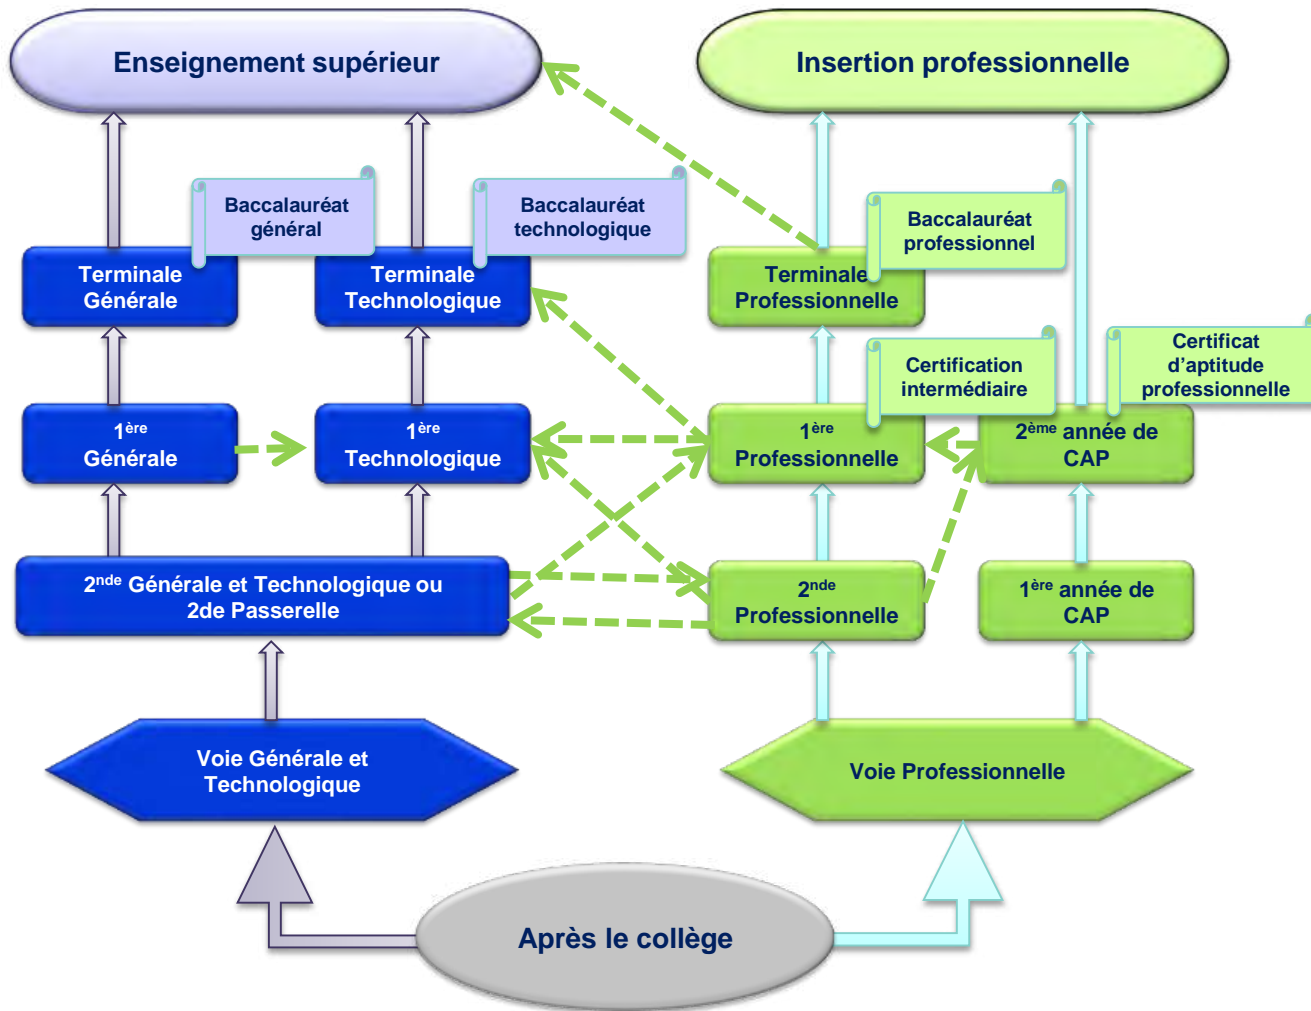 Enseignement supérieur
Insertion professionnelle
Baccalauréat
général
Baccalauréat
technologique
Baccalauréat
professionnel
Terminale
Générale
Terminale
Technologique
Terminale
Professionnelle
Certification
intermédiaire
Certificat
d'aptitude
professionnelle
1ère
Générale
1ère
Technologique
1ère
Professionnelle
2ème année de
CAP
2nde Générale et Technologique ou
2de Passerelle
2nde
Professionnelle
1ère année de
CAP
Voie Générale et
Technologique
Voie Professionnelle
Après le collège